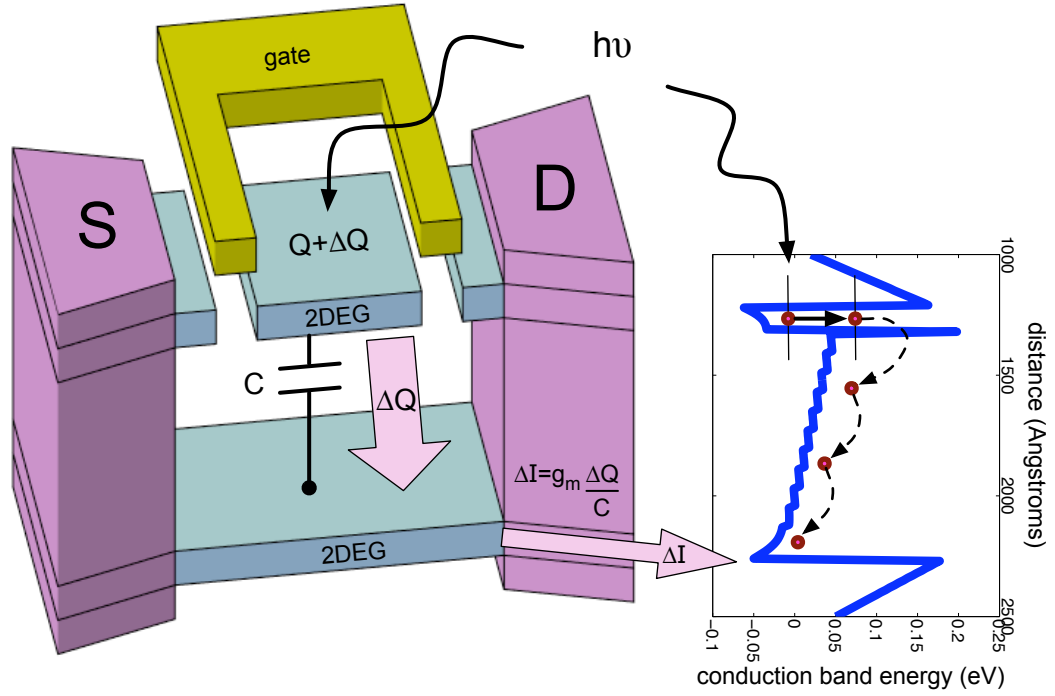 gate
hυ
S
D
Q+ΔQ
2DEG
C
ΔQ
ΔI=gₘ ΔQ
C
2DEG
ΔI
1000
1500
2000
2500
distance (Angstroms)
-0.1
-0.05
0
0.05
0.1
0.15
0.2
0.25
conduction band energy (eV)